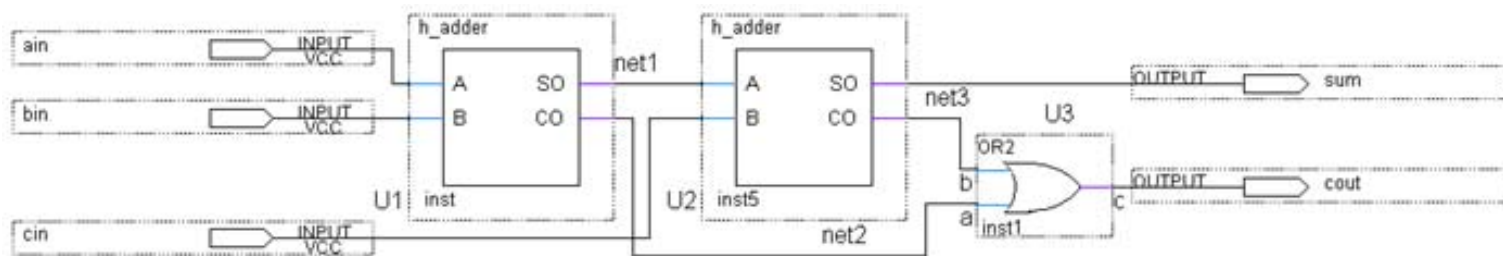 ain
INPUT
VCC
bin
INPUT
VCC
cin
INPUT
VCC
h_adder
A
SO
B
CO
U1
inst
net1
h_adder
A
SO
B
CO
U2
inst5
net3
net2
U3
OR2
b
a
c
inst1
OUTPUT
sum
OUTPUT
cout